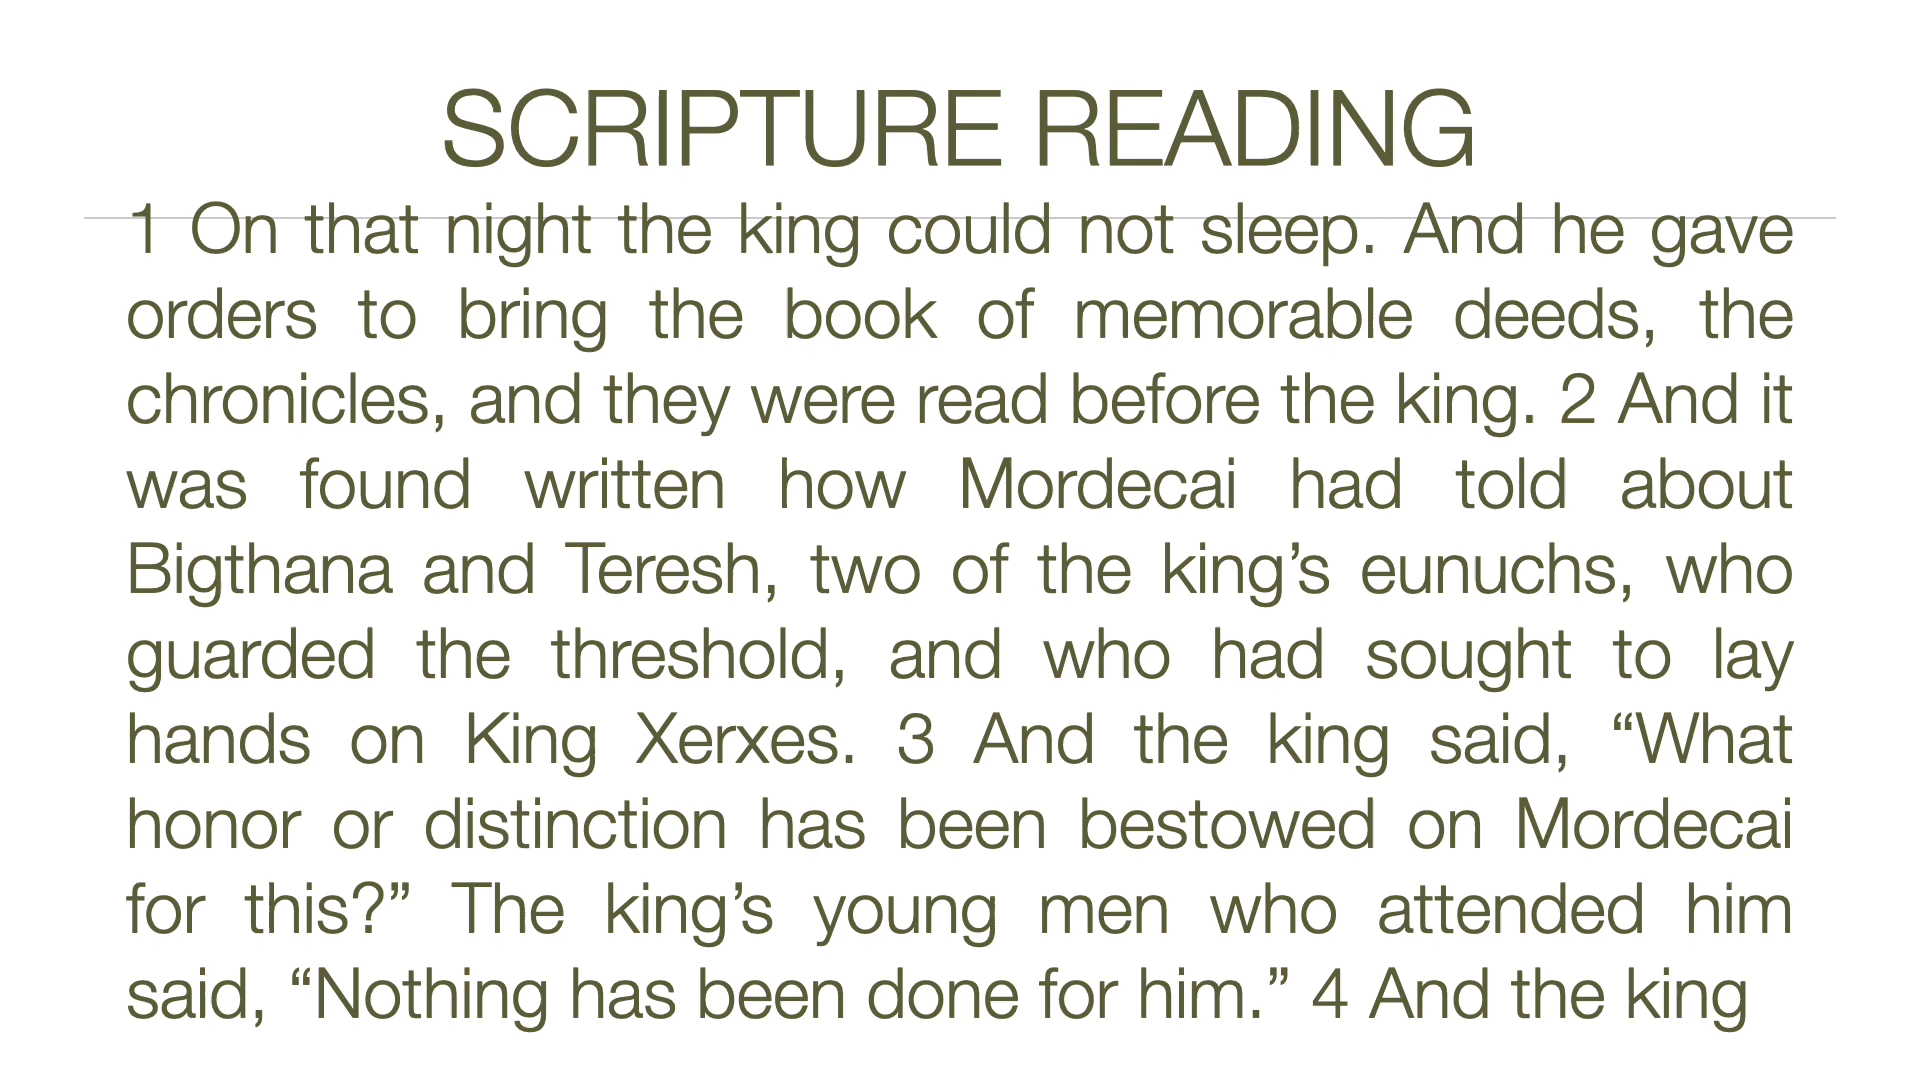 SCRIPTURE READING
1 On that night the king could not sleep. And he gave
orders to bring the book of memorable deeds, the
chronicles, and they were read before the king. 2 And it
was found written how Mordecai had told about
Bigthana and Teresh, two of the king’s eunuchs, who
guarded the threshold, and who had sought to lay
hands on King Xerxes. 3 And the king said, “What
honor or distinction has been bestowed on Mordecai
for this?” The king’s young men who attended him
said, “Nothing has been done for him.” 4 And the king